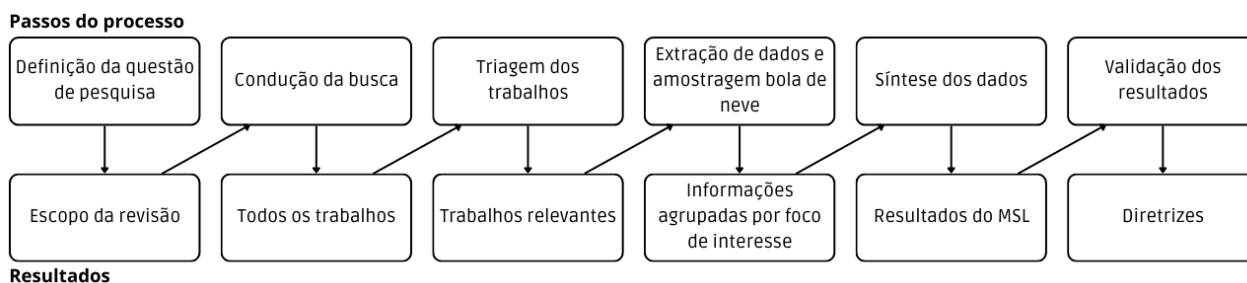 Passos do processo
Definição da questão
de pesquisa
Condução da busca
Triagem dos
trabalhos
Extração de dados e
amostragem bola de
neve
Síntese dos dados
Validação dos
resultados
Escopo da revisão
Todos os trabalhos
Trabalhos relevantes
Informações
agrupadas por foco
de interesse
Resultados do MSL
Diretrizes
Resultados